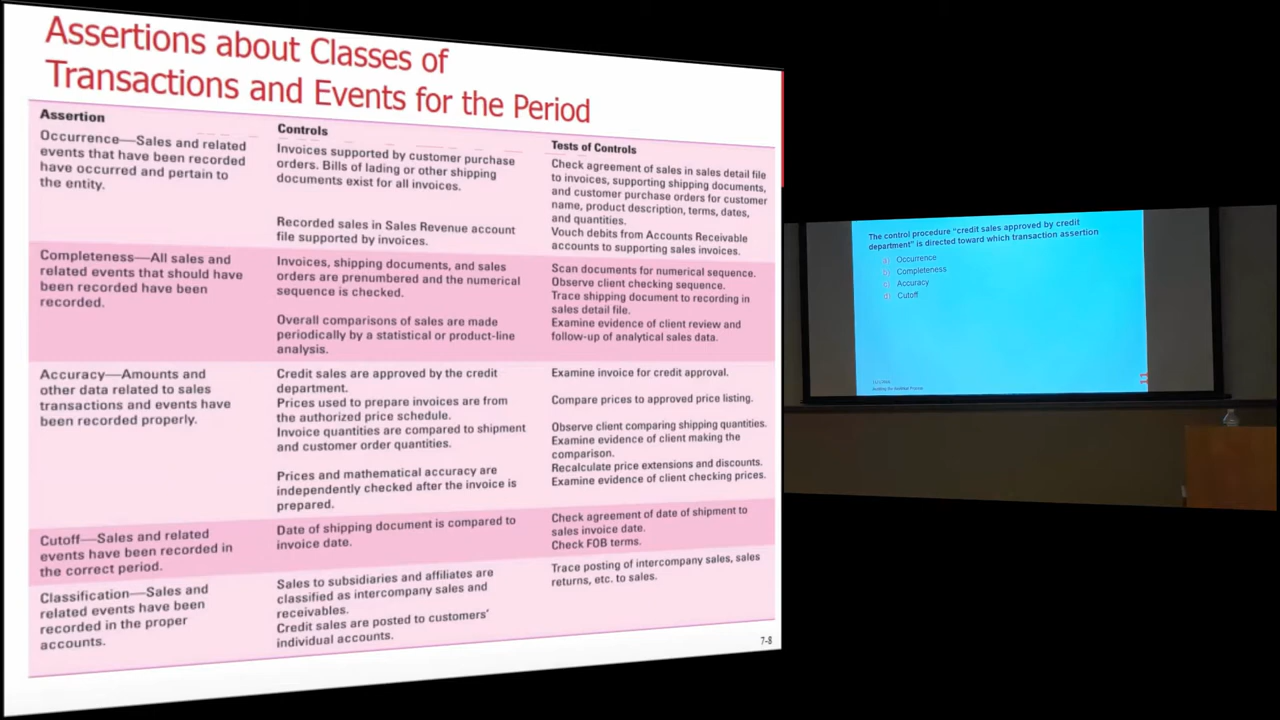 Assertions about Classes of
Transactions and Events for the Period
Assertion
Occurrence—Sales and related
events that have been recorded
have occurred and pertain to
the entity.
Controls
Invoices supported by customer purchase
orders. Bills of lading or other shipping
documents exist for all invoices.
Recorded sales in Sales Revenue account
file supported by invoices.
Tests of Controls
Check agreement of sales in sales detail file
to invoices, supporting shipping documents,
and customer purchase orders for customer
name, product description, terms, dates,
and quantities.
Vouch debits from Accounts Receivable
accounts to supporting sales invoices.
Completeness—All sales and
related events that should have
been recorded have been
recorded.
Invoices, shipping documents, and sales
orders are prenumbered and the numerical
sequence is checked.
Overall comparisons of sales are made
periodically by a statistical or product-line
analysis.
Scan documents for numerical sequence.
Observe client checking sequence.
Trace shipping document to recording in
sales detail file.
Examine evidence of client review and
follow-up of analytical sales data.
Accuracy—Amounts and
other data related to sales
transactions and events have
been recorded properly.
Credit sales are approved by the credit
department.
Prices used to prepare invoices are from
the authorized price schedule.
Invoice quantities are compared to shipment
and customer order quantities.
Prices and mathematical accuracy are
independently checked after the invoice is
prepared.
Examine invoice for credit approval.
Compare prices to approved price listing.
Observe client comparing shipping quantities.
Examine evidence of client making the
comparison.
Recalculate price extensions and discounts.
Examine evidence of client checking prices.
Cutoff—Sales and related
events have been recorded in
the correct period.
Date of shipping document is compared to
invoice date.
Check agreement of date of shipment to
sales invoice date.
Check FOB terms.
Classification—Sales and
related events have been
recorded in the proper
accounts.
Sales to subsidiaries and affiliates are
classified as intercompany sales and
receivables.
Credit sales are posted to customers'
individual accounts.
Trace posting of intercompany sales, sales
returns, etc. to sales.
7-8
The control procedure "credit sales approved by credit
department" is directed toward which transaction assertion
a) Occurrence
b) Completeness
c) Accuracy
d) Cutoff
11